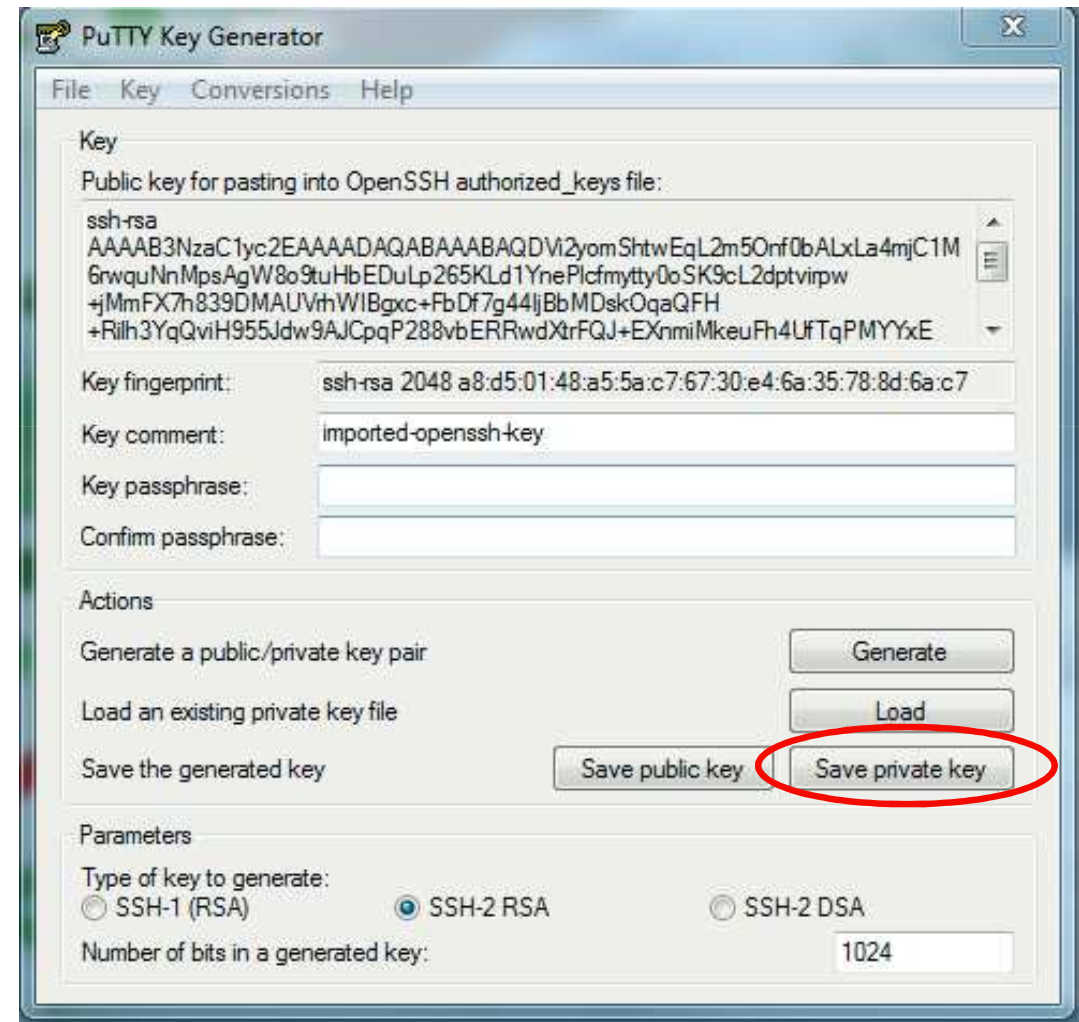 PuTTY Key Generator
File Key Conversions Help
Key
Public key for pasting into OpenSSH authorized_keys file:
ssh-rsa
AAAAB3NzaC1yc2EAAAADAQABAAABAQDVi2yomShtwEqL2m5Onf0bALxLa4mjC1M
6rwquNnMpsAgW8o9tuHbEDuLp265KLd1YnePlcfmytty0oSK9cL2dptvirpw
+jMmFX7h839DMAUVrhWIBgxc+FbDf7g44IjBbMDskOqaQFH
+Rilh3YqQviH955Jdw9AJCpqP288vbERRwdXtrFQJ+EXnmiMkeuFh4UfTqPMYYxE
Key fingerprint: ssh-rsa 2048 a8:d5:01:48:a5:5a:c7:67:30:e4:6a:35:78:8d:6a:c7
Key comment: imported-openssh-key
Key passphrase:
Confirm passphrase:
Actions
Generate a public/private key pair Generate
Load an existing private key file Load
Save the generated key Save public key Save private key
Parameters
Type of key to generate:
SSH-1 (RSA) SSH-2 RSA SSH-2 DSA
Number of bits in a generated key: 1024